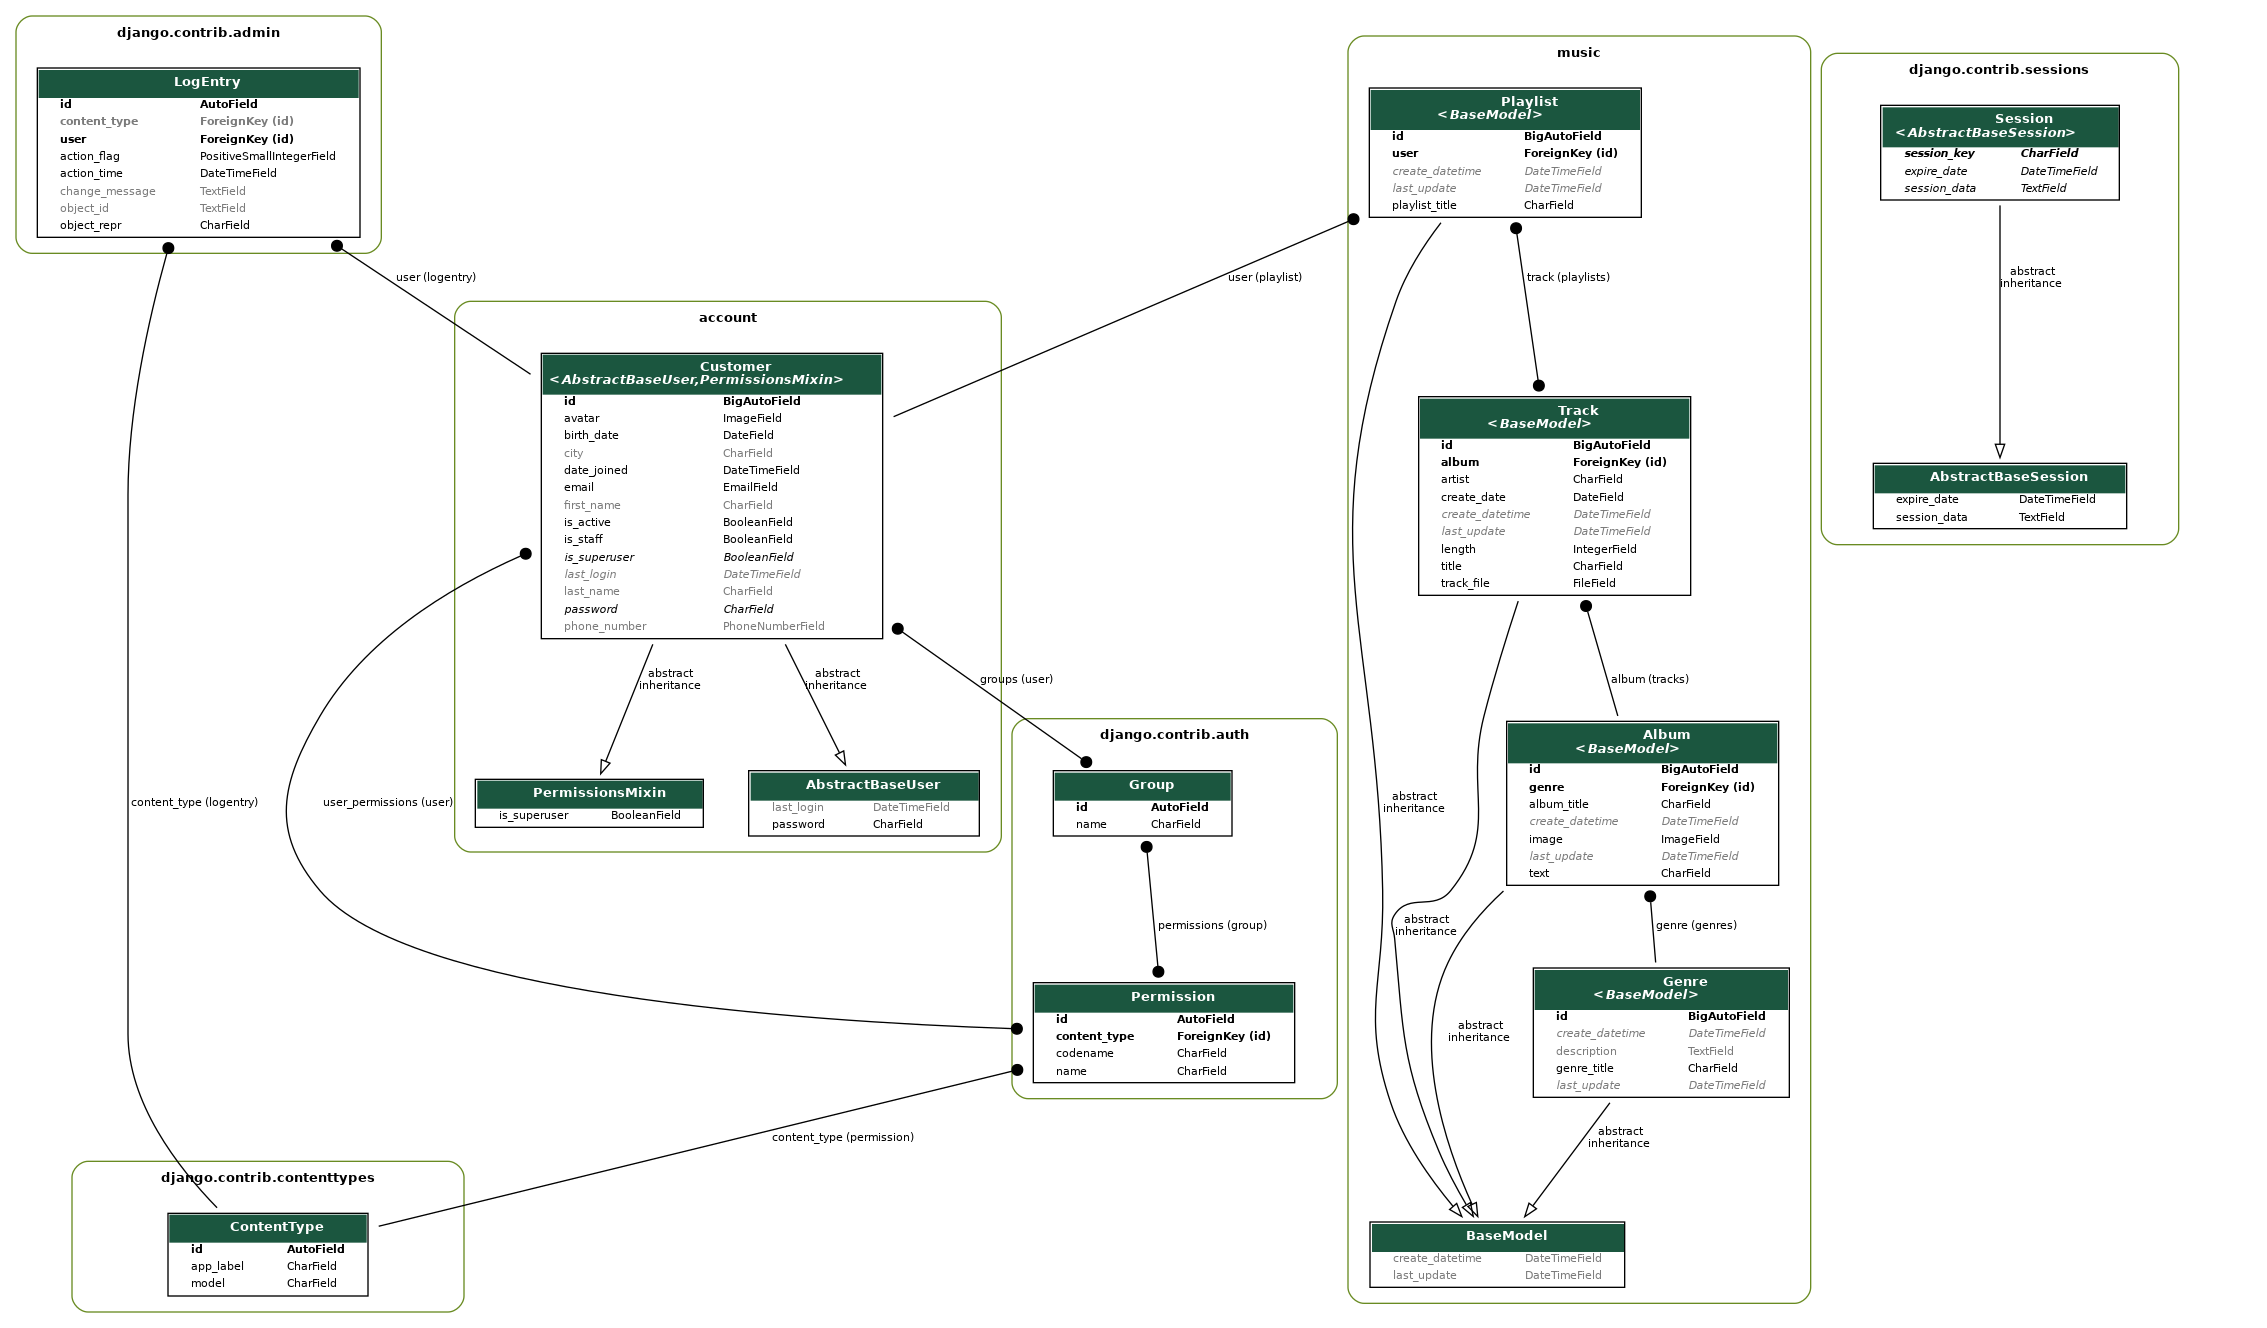 django.contrib.admin
LogEntry
id AutoField
content_type ForeignKey (id)
user ForeignKey (id)
action_flag PositiveSmallIntegerField
action_time DateTimeField
change_message TextField
object_id TextField
object_repr CharField
user (logentry)
content_type (logentry)
account
Customer
<AbstractBaseUser,PermissionsMixin>
id BigAutoField
avatar ImageField
birth_date DateField
city CharField
date_joined DateTimeField
email EmailField
first_name CharField
is_active BooleanField
is_staff BooleanField
is_superuser BooleanField
last_login DateTimeField
last_name CharField
password CharField
phone_number PhoneNumberField
abstract
inheritance
abstract
inheritance
user_permissions (user)
groups (user)
user (playlist)
PermissionsMixin
is_superuser BooleanField
AbstractBaseUser
last_login DateTimeField
password CharField
django.contrib.auth
Group
id AutoField
name CharField
permissions (group)
Permission
id AutoField
content_type ForeignKey (id)
codename CharField
name CharField
content_type (permission)
django.contrib.contenttypes
ContentType
id AutoField
app_label CharField
model CharField
music
Playlist
<BaseModel>
id BigAutoField
user ForeignKey (id)
create_datetime DateTimeField
last_update DateTimeField
playlist_title CharField
track (playlists)
Track
<BaseModel>
id BigAutoField
album ForeignKey (id)
artist CharField
create_date DateField
create_datetime DateTimeField
last_update DateTimeField
length IntegerField
title CharField
track_file FileField
album (tracks)
Album
<BaseModel>
id BigAutoField
genre ForeignKey (id)
album_title CharField
create_datetime DateTimeField
image ImageField
last_update DateTimeField
text CharField
abstract
inheritance
abstract
inheritance
genre (genres)
Genre
<BaseModel>
id BigAutoField
create_datetime DateTimeField
description TextField
genre_title CharField
last_update DateTimeField
abstract
inheritance
abstract
inheritance
BaseModel
create_datetime DateTimeField
last_update DateTimeField
django.contrib.sessions
Session
<AbstractBaseSession>
session_key CharField
expire_date DateTimeField
session_data TextField
abstract
inheritance
AbstractBaseSession
expire_date DateTimeField
session_data TextField